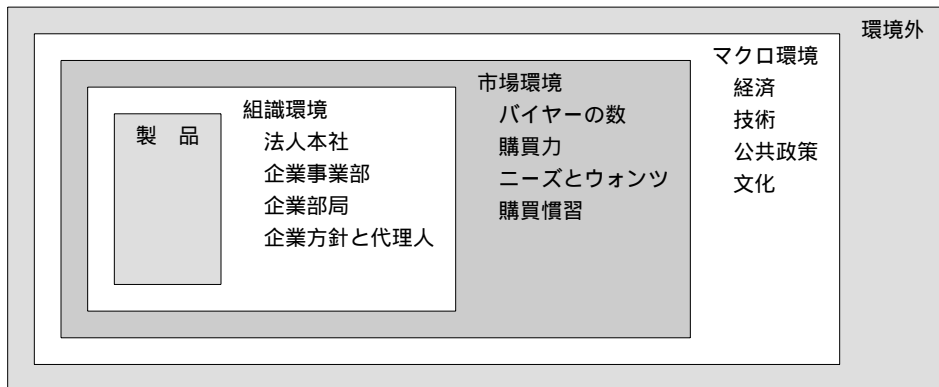 環境外
マクロ環境
経済
技術
公共政策
文化
市場環境
バイヤーの数
購買力
ニーズとウォンツ
購買慣習
組識環境
法人本社
企業事業部
企業部局
企業方針と代理人
製　品